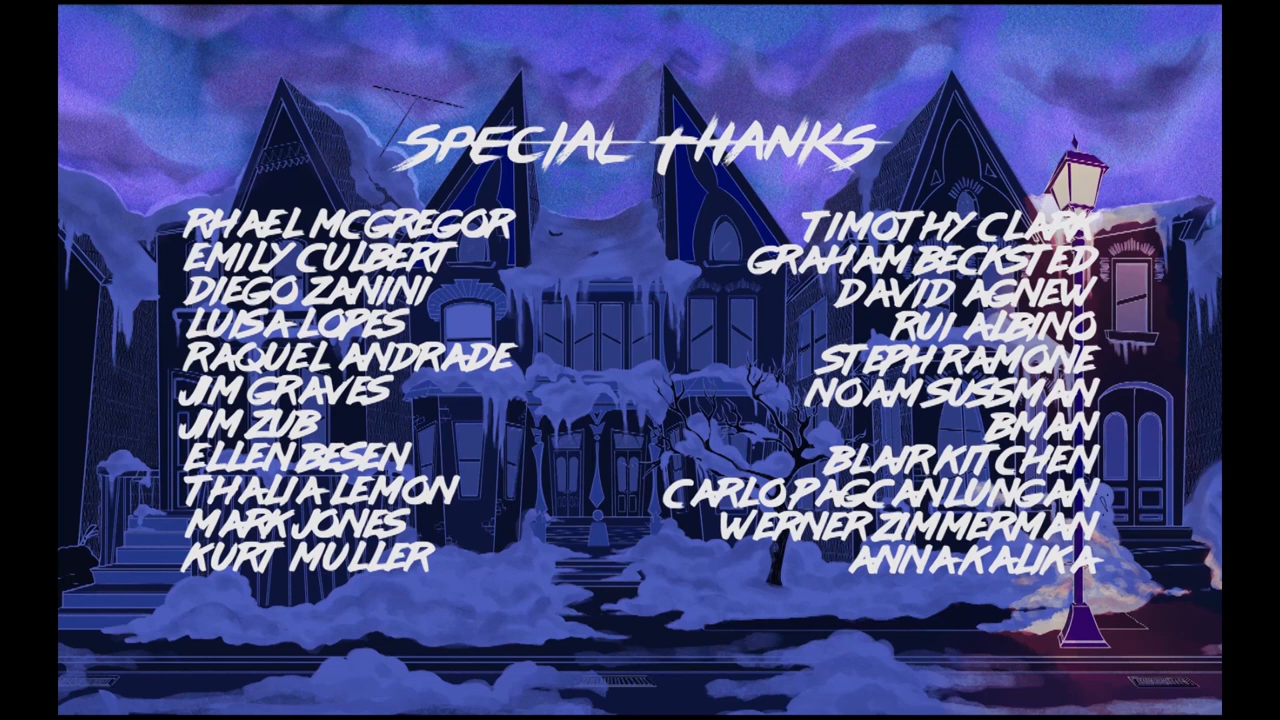 SPECIAL THANKS
RHAEL MCGREGOR
EMILY CULBERT
DIEGO ZANINI
LUISA LOPES
RAQUEL ANDRADE
JIM GRAVES
JIM ZUB
ELLEN BESEN
THALIA LEMON
MARK JONES
KURT MULLER
TIMOTHY CLARK
GRAHAM BECKSTED
DAVID AGNEW
RUI ALBINO
STEPH RAMONE
NOAM SUSSMAN
BMAN
BLAIR KITCHEN
CARLO PAGCANLUNGAN
WERNER ZIMMERMAN
ANNA KALIKA